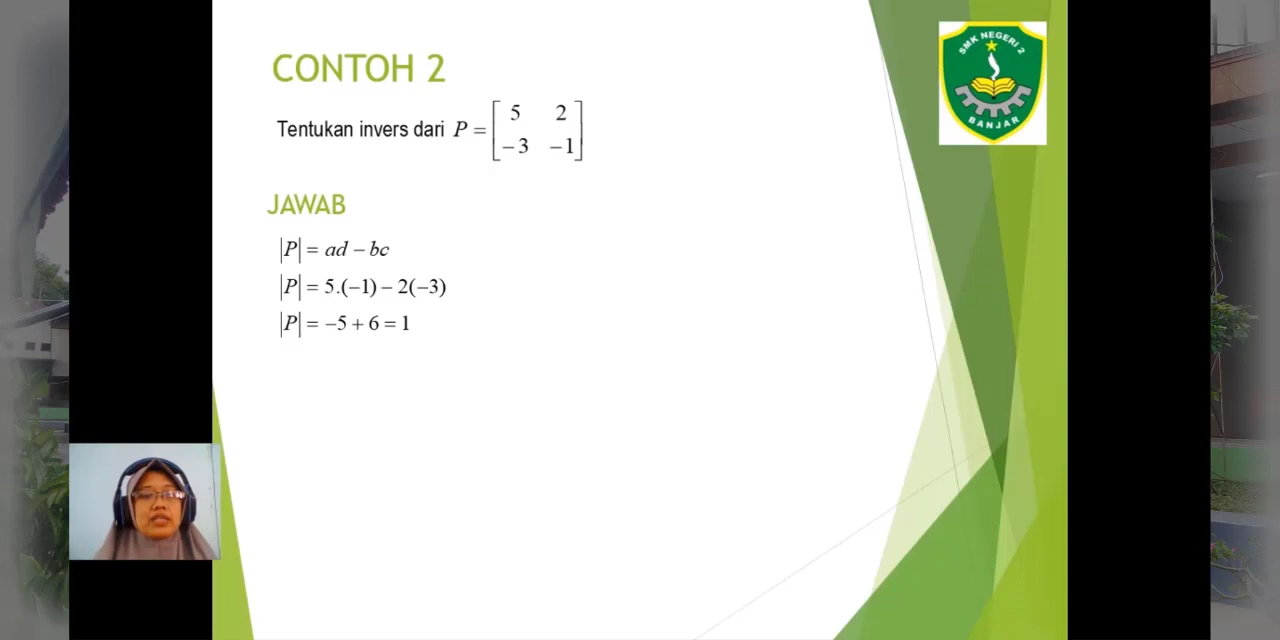 CONTOH 2
Tentukan invers dari P = [ 5 2
−3 −1 ]
JAWAB
|P| = ad − bc
|P| = 5.(−1) − 2(−3)
|P| = −5 + 6 = 1
SMK NEGERI 2
BANJAR